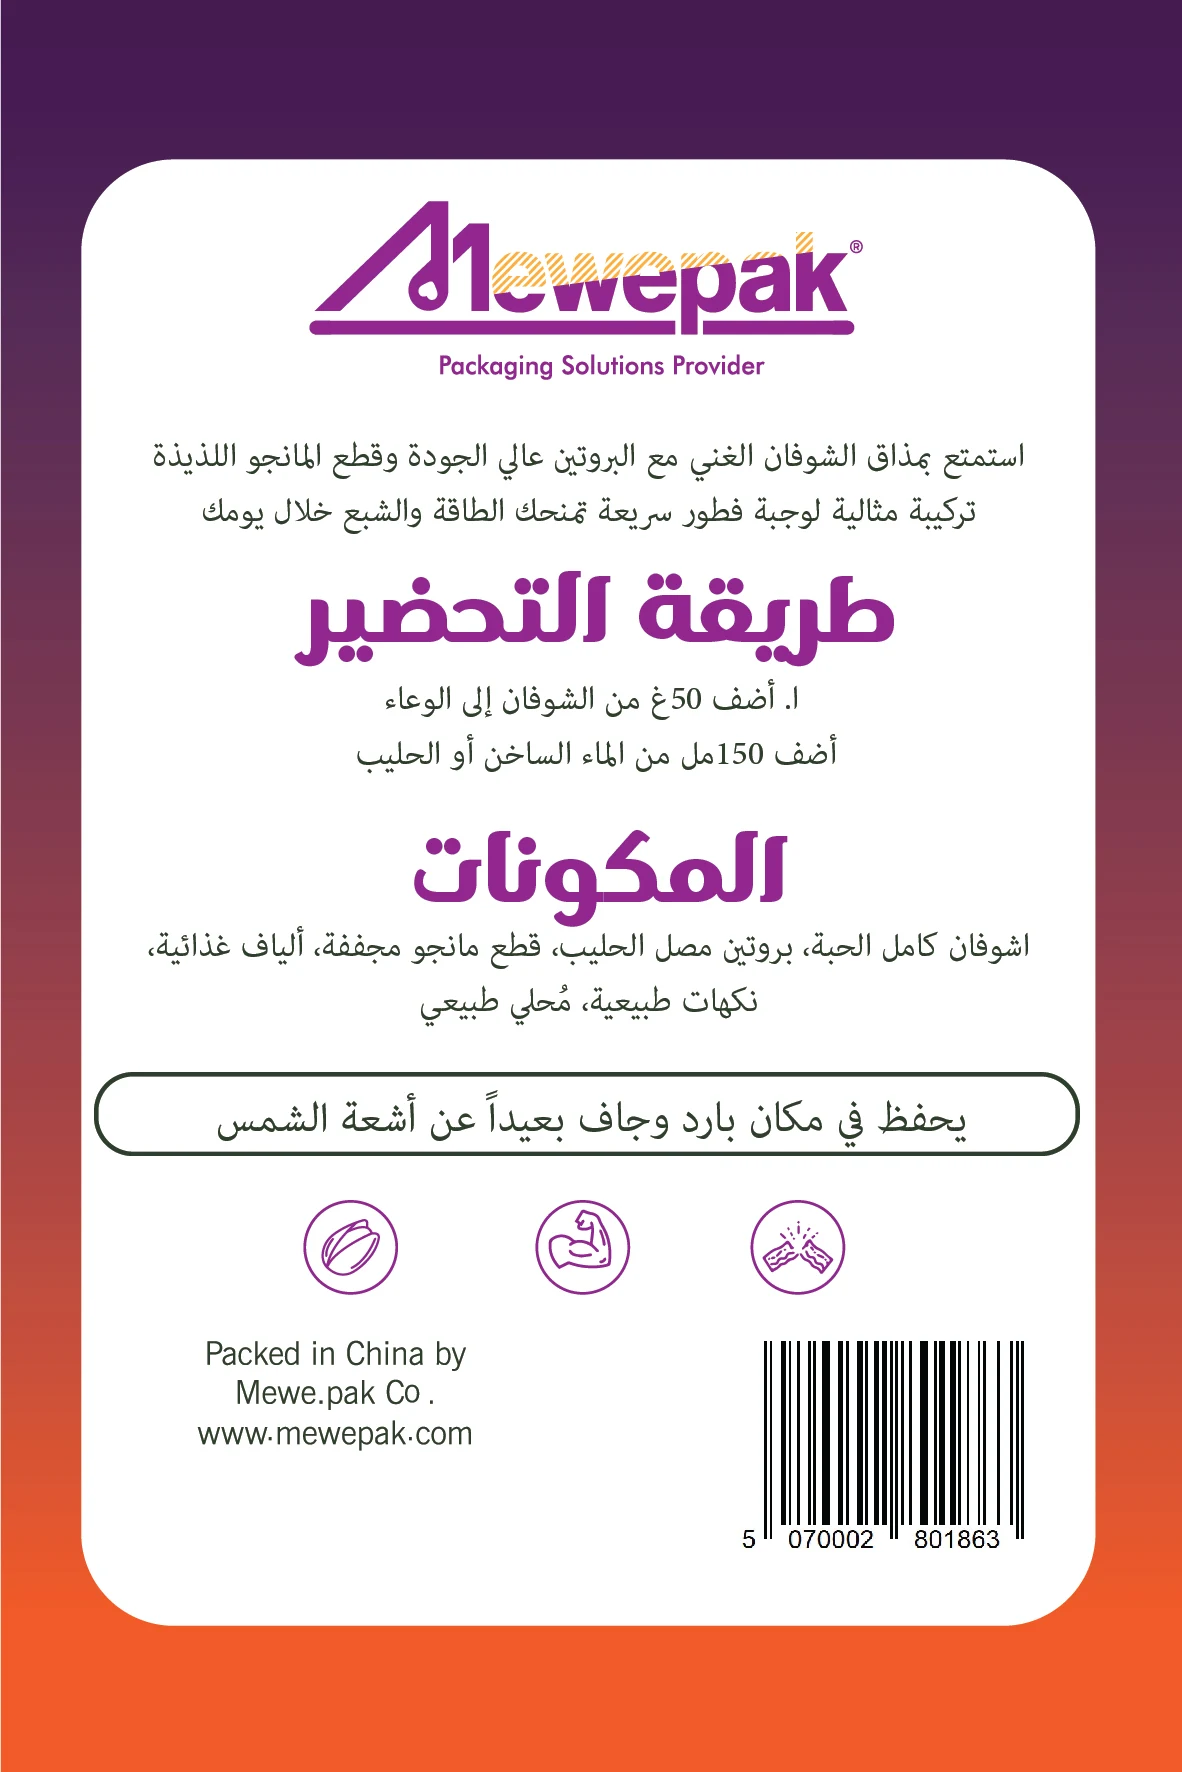 Mewepak®
Packaging Solutions Provider
استمتع بمذاق الشوفان الغني مع البروتين عالي الجودة وقطع المانجو اللذيذة
تركيبة مثالية لوجبة فطور سريعة تمنحك الطاقة والشبع خلال يومك
طريقة التحضير
ا. أضف 50غ من الشوفان إلى الوعاء
أضف 150مل من الماء الساخن أو الحليب
المكونات
اشوفان كامل الحبة، بروتين مصل الحليب، قطع مانجو مجففة، ألياف غذائية،
نكهات طبيعية، مُحلي طبيعي
يحفظ في مكان بارد وجاف بعيداً عن أشعة الشمس
Packed in China by
Mewe.pak Co .
www.mewepak.com
5 070002 801863